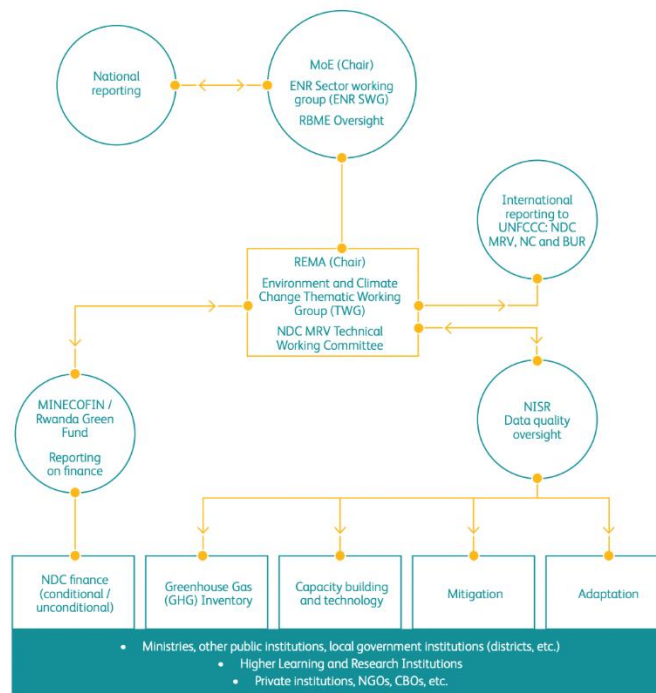 National
reporting
MoE (Chair)
ENR Sector working
group (ENR SWG)
RBME Oversight
International
reporting to
UNFCCC: NDC
MRV, NC and BUR
REMA (Chair)
Environment and Climate
Change Thematic Working
Group (TWG)
NDC MRV Technical
Working Committee
MINECOFIN /
Rwanda Green
Fund
Reporting
on finance
NISR
Data quality
oversight
NDC finance
(conditional /
unconditional)
Greenhouse Gas
(GHG) Inventory
Capacity building
and technology
Mitigation
Adaptation
• Ministries, other public institutions, local government institutions (districts, etc.)
• Higher Learning and Research Institutions
• Private institutions, NGOs, CBOs, etc.